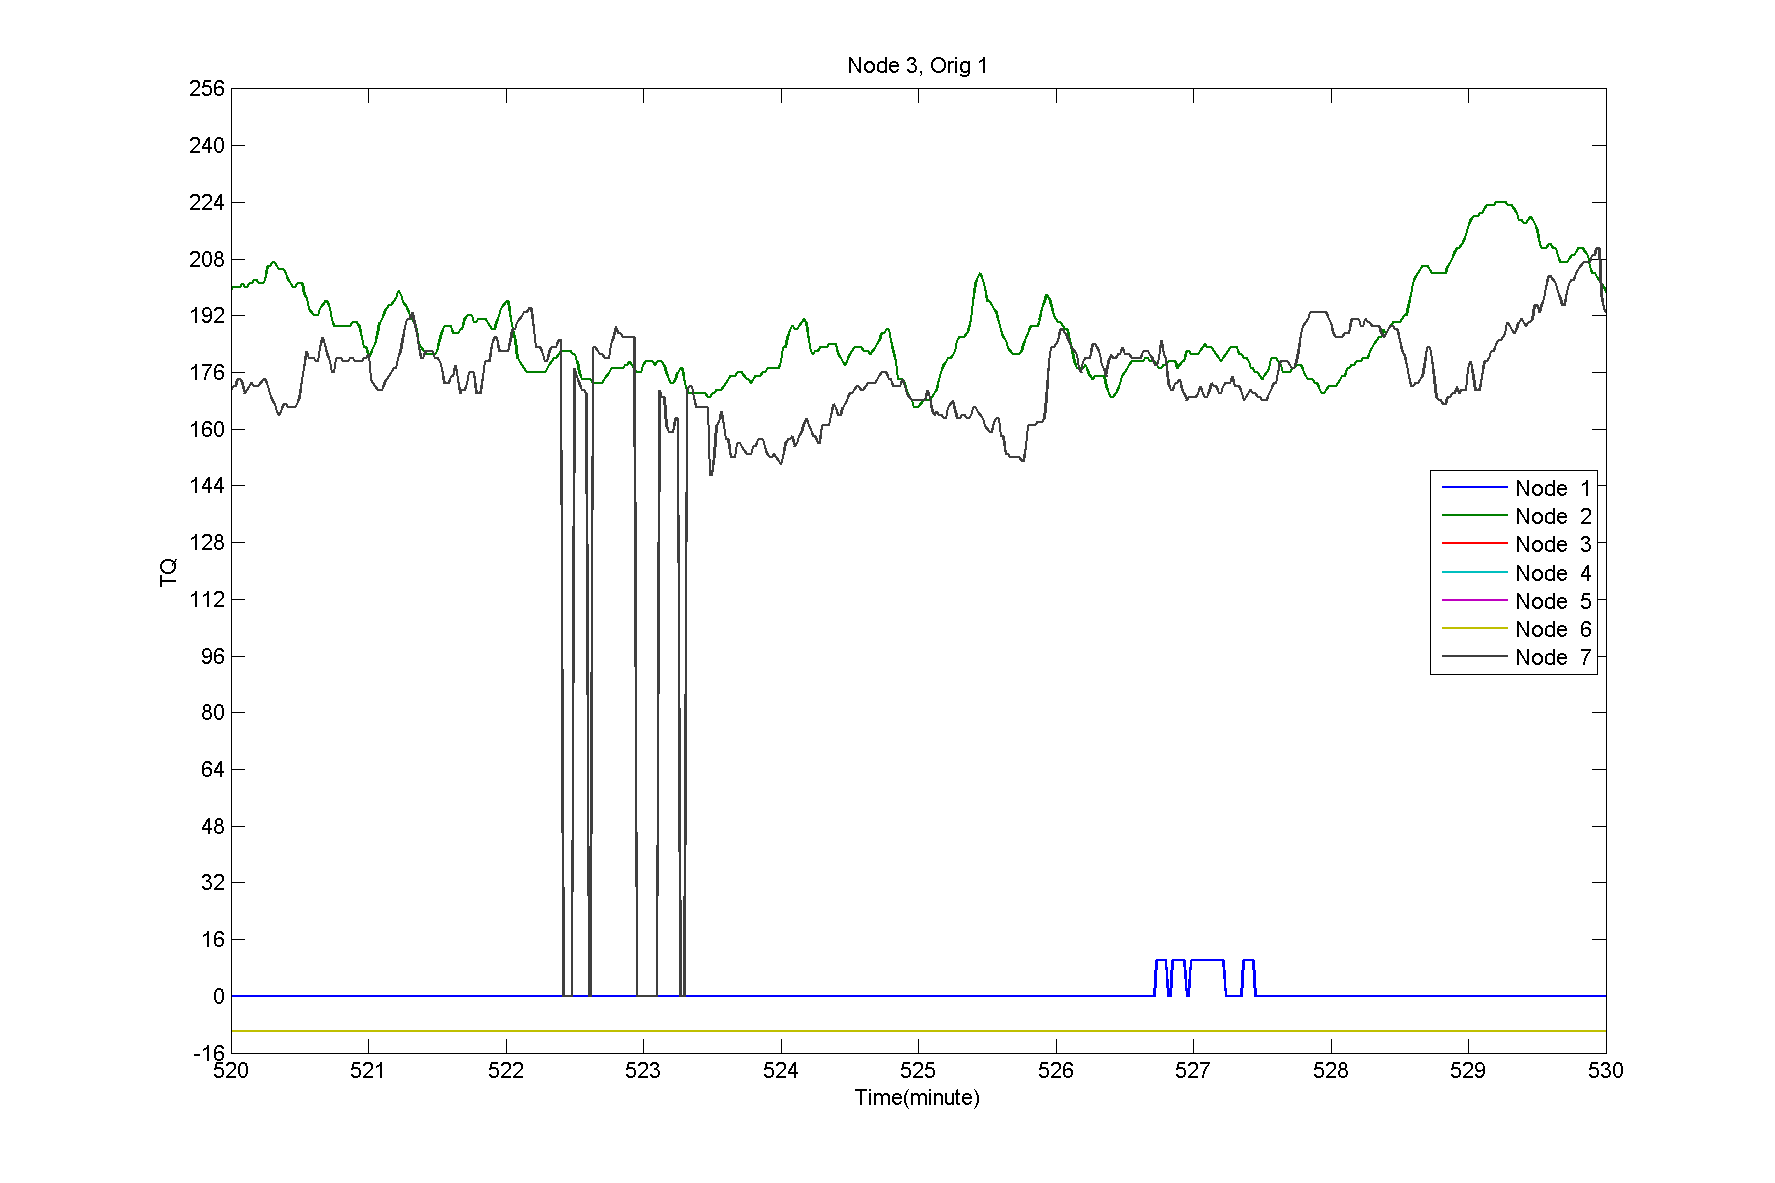 Node 3, Orig 1
256
240
224
208
192
176
160
144
128
112
96
80
64
48
32
16
0
-16
TQ
Node 1
Node 2
Node 3
Node 4
Node 5
Node 6
Node 7
520 521 522 523 524 525 526 527 528 529 530
Time(minute)